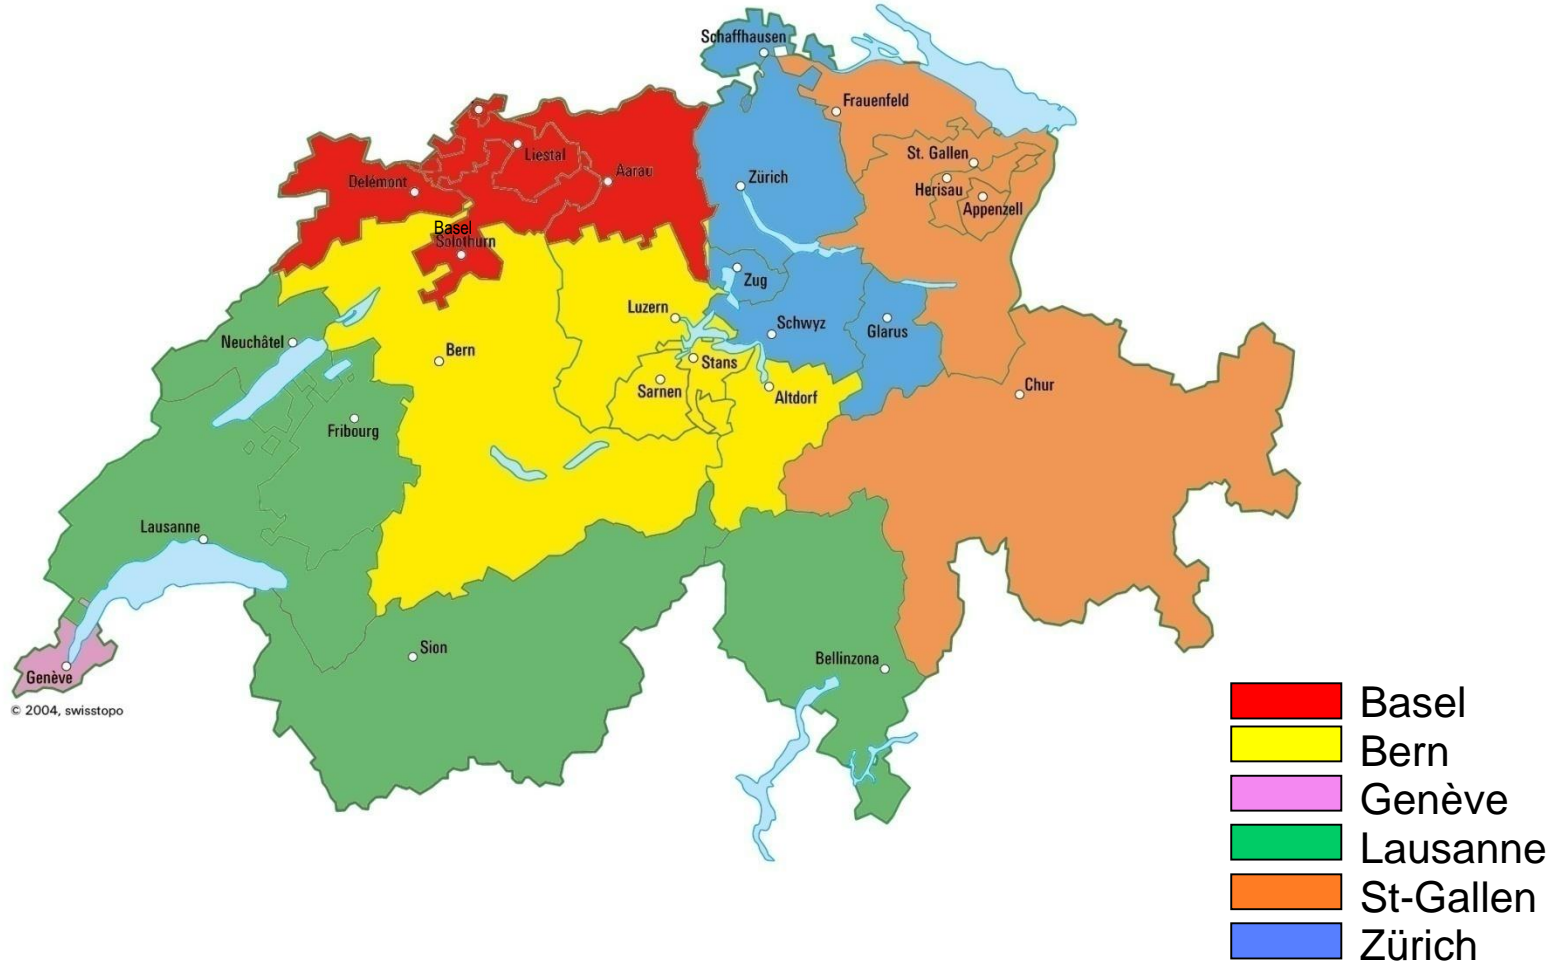 Schaffhausen
Frauenfeld
Liestal
St. Gallen
Aarau
Zürich
Delémont
Herisau
Appenzell
Basel
Solothurn
Zug
Luzern
Schwyz
Glarus
Neuchâtel
Bern
Stans
Sarnen
Altdorf
Chur
Fribourg
Lausanne
Sion
Bellinzona
Genève
© 2004, swisstopo
Basel
Bern
Genève
Lausanne
St-Gallen
Zürich